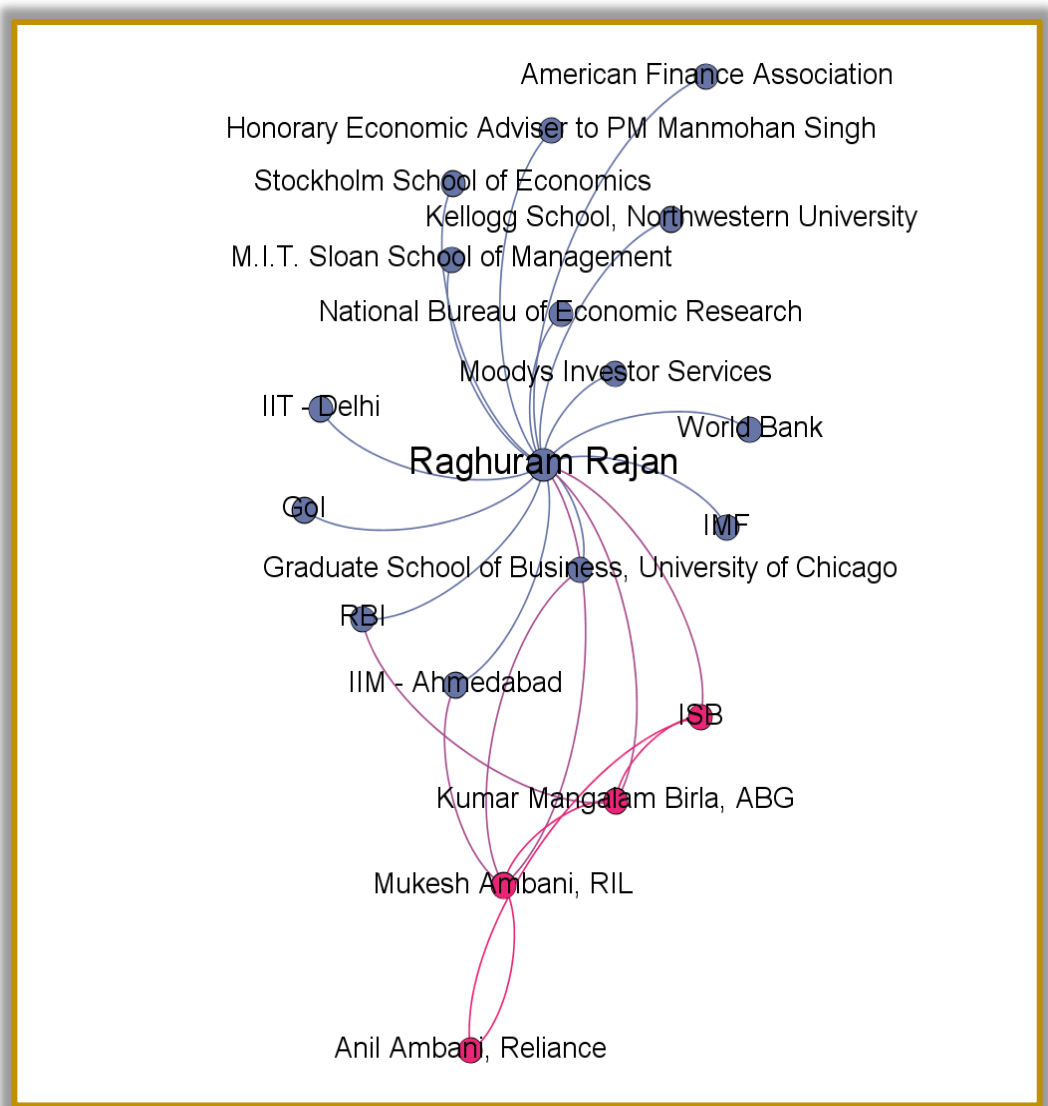 American Finance Association
Honorary Economic Adviser to PM Manmohan Singh
Stockholm School of Economics
Kellogg School, Northwestern University
M.I.T. Sloan School of Management
National Bureau of Economic Research
Moodys Investor Services
IIT - Delhi
World Bank
Raghuram Rajan
GoI
IMF
Graduate School of Business, University of Chicago
RBI
IIM - Ahmedabad
ISB
Kumar Mangalam Birla, ABG
Mukesh Ambani, RIL
Anil Ambani, Reliance